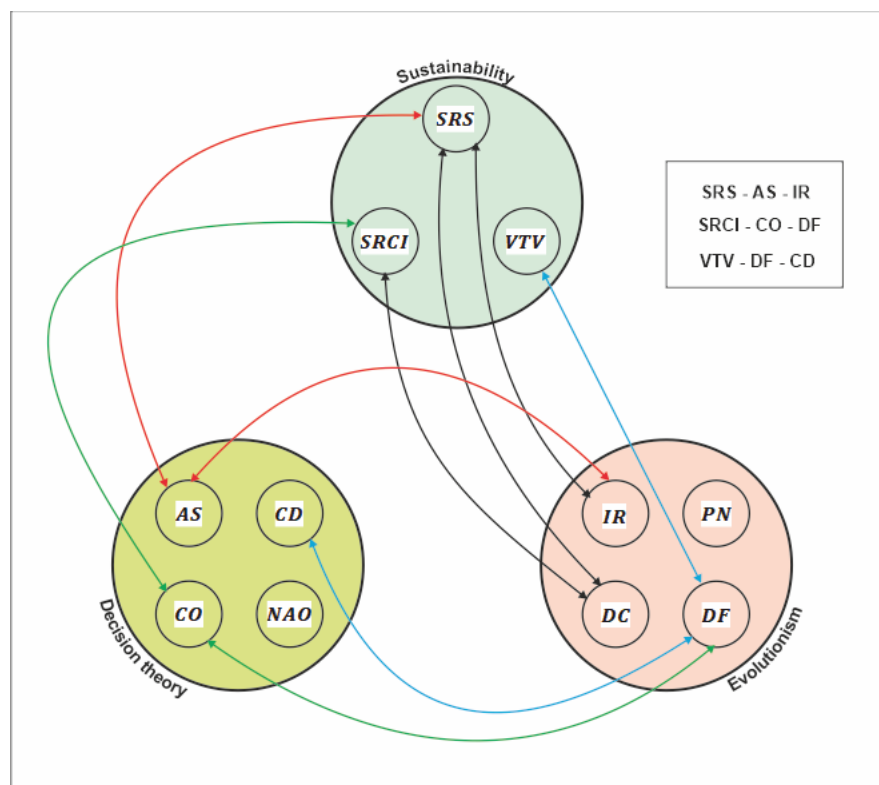 Sustainability
SRS
SRCI
VTV
SRS - AS - IR
SRCI - CO - DF
VTV - DF - CD
AS
CD
CO
NAO
Decision theory
IR
PN
DC
DF
Evolutionism